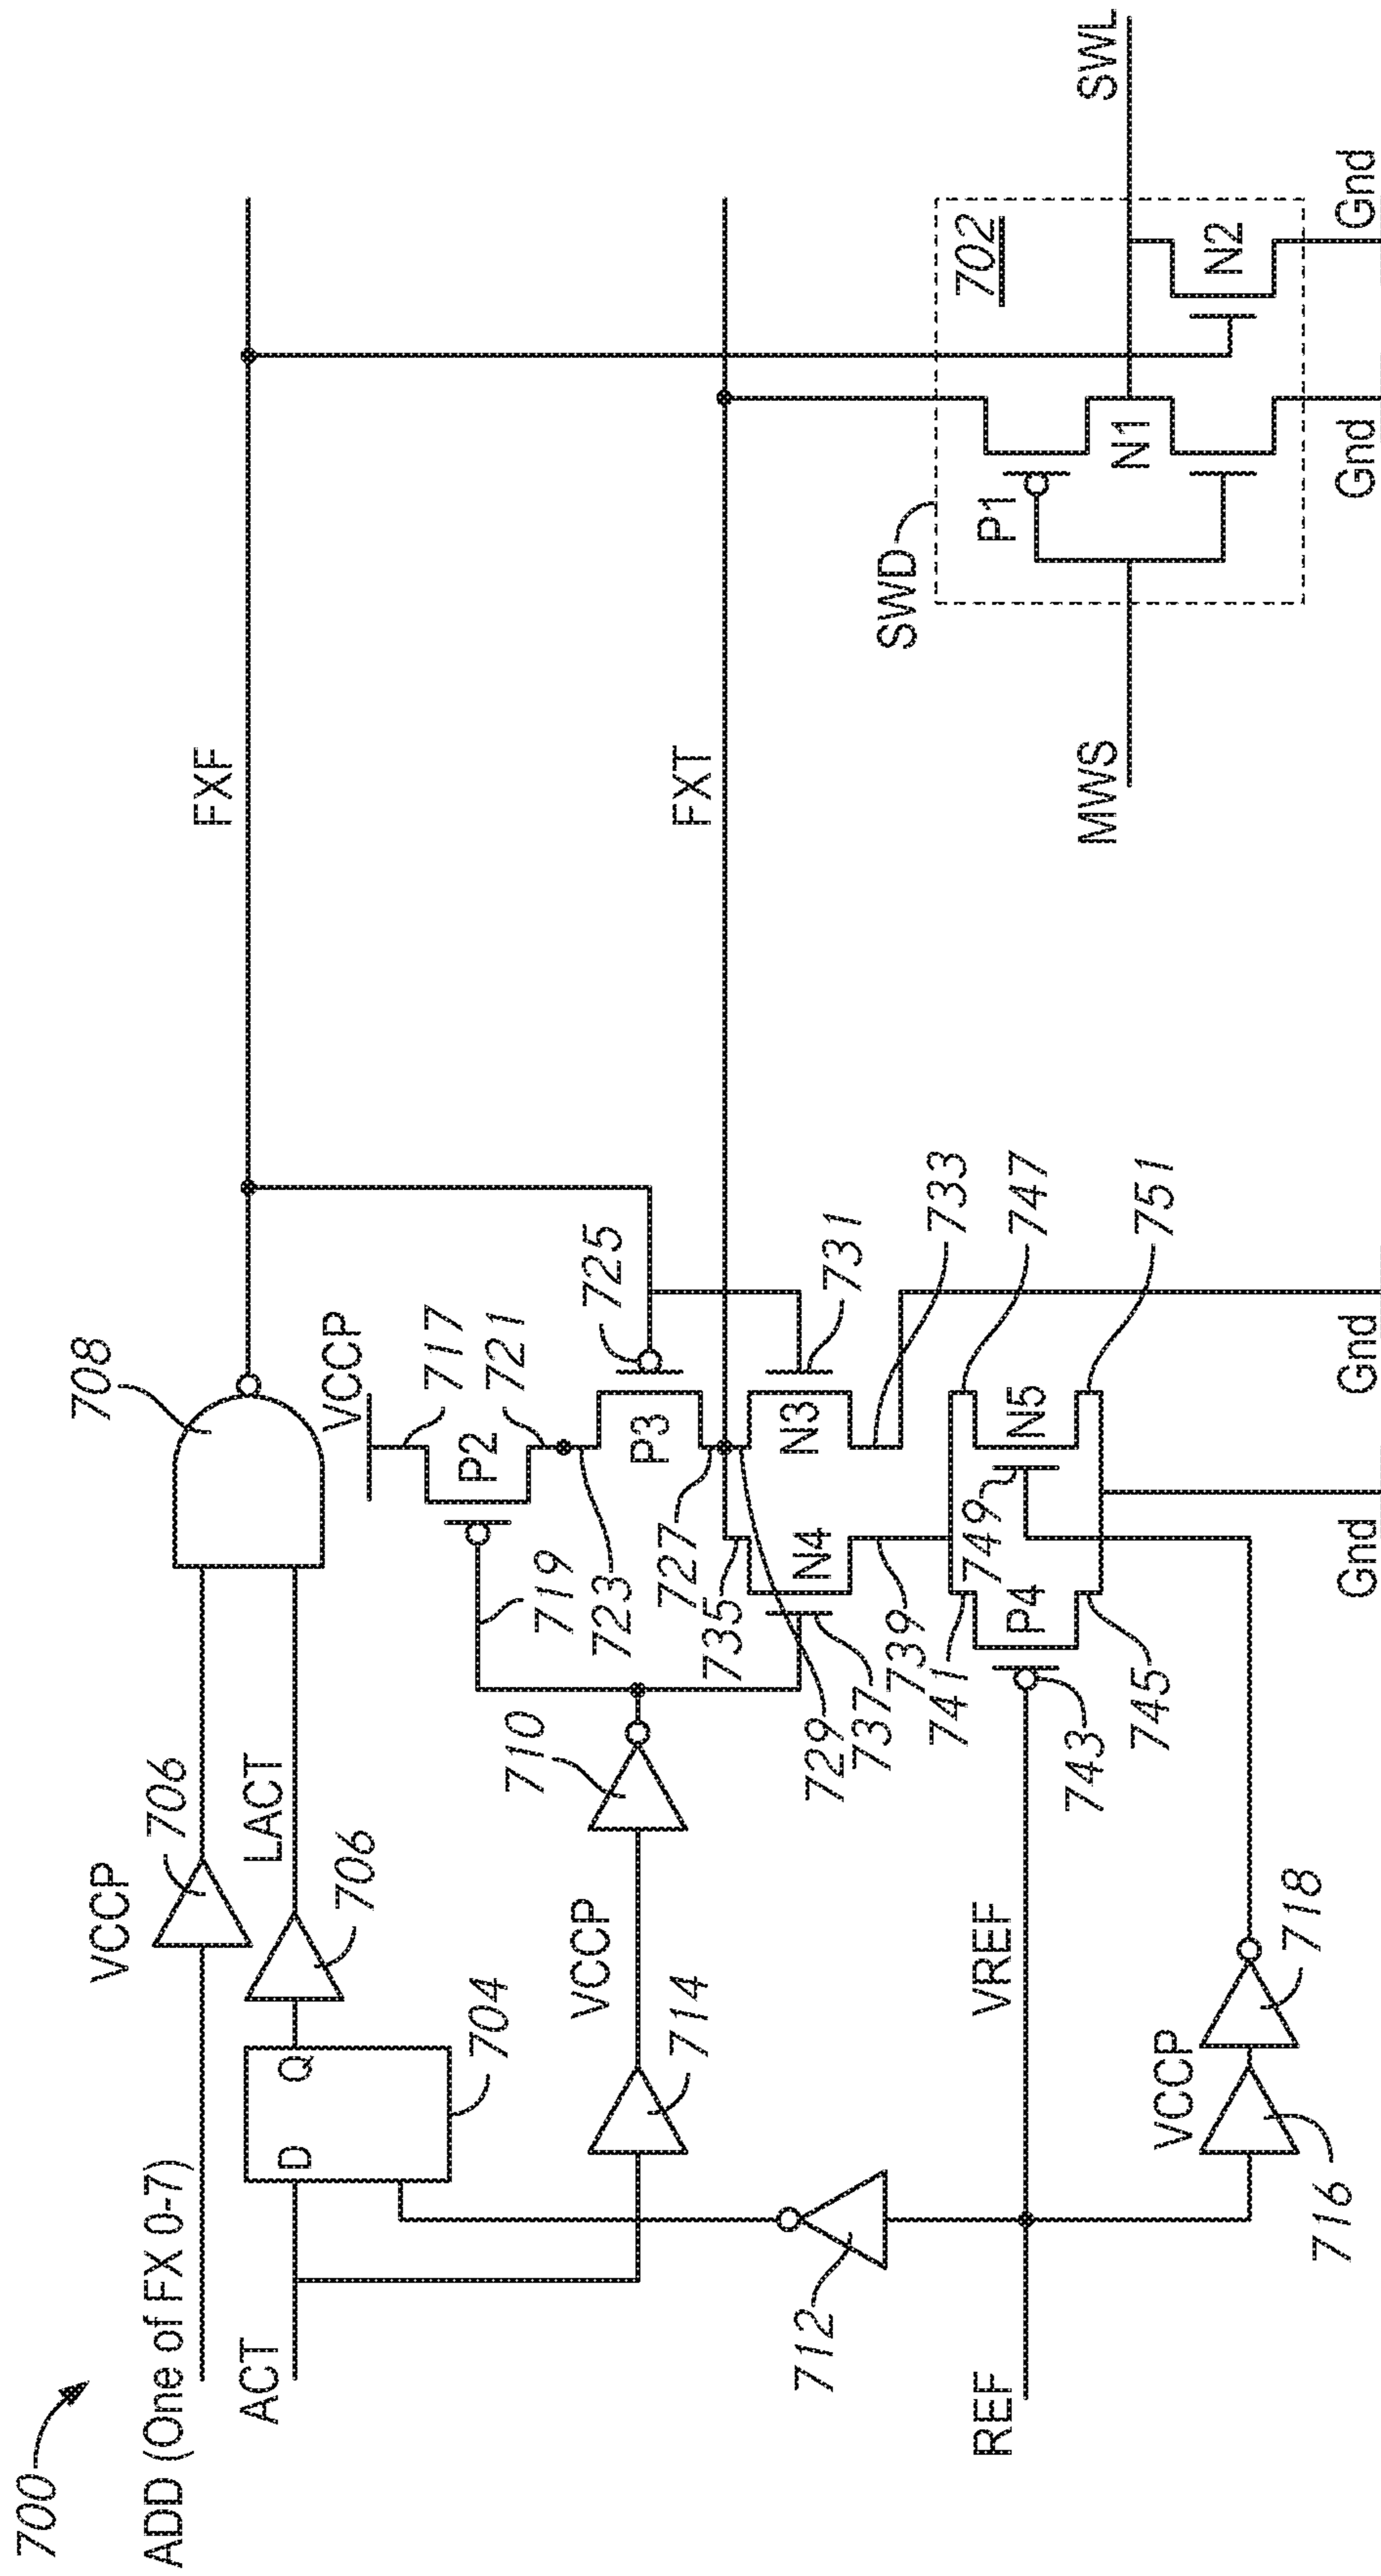 700
ADD (One of FX 0-7)
VCCP
706
708
FXF
ACT
D
Q
704
706
LACT
VCCP
717
719
P2
721
723
725
P3
727
714
VCCP
710
FXT
735
729
737
N4
N3
731
739
733
741
743
745
P4
749
N5
747
751
712
REF
VREF
VCCP
716
718
Gnd
Gnd
SWD
702
P1
N1
N2
MWS
SWL
Gnd
Gnd